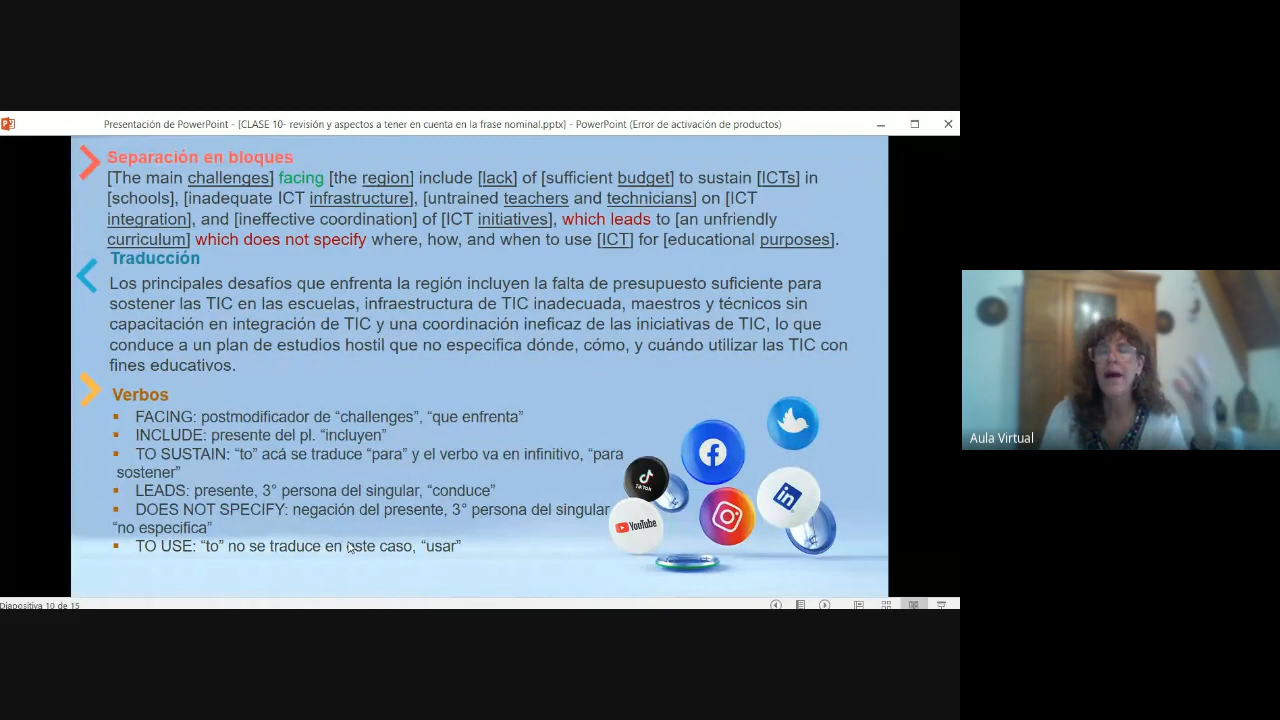 Presentación de PowerPoint - [CLASE 10- revisión y aspectos a tener en cuenta en la frase nominal.pptx] - PowerPoint (Error de activación de productos)
Separación en bloques
[The main challenges] facing [the region] include [lack] of [sufficient budget] to sustain [ICTs] in
[schools], [inadequate ICT infrastructure], [untrained teachers and technicians] on [ICT
integration], and [ineffective coordination] of [ICT initiatives], which leads to [an unfriendly
curriculum] which does not specify where, how, and when to use [ICT] for [educational purposes].
Traducción
Los principales desafíos que enfrenta la región incluyen la falta de presupuesto suficiente para
sostener las TIC en las escuelas, infraestructura de TIC inadecuada, maestros y técnicos sin
capacitación en integración de TIC y una coordinación ineficaz de las iniciativas de TIC, lo que
conduce a un plan de estudios hostil que no especifica dónde, cómo, y cuándo utilizar las TIC con
fines educativos.
Verbos
▪ FACING: postmodificador de “challenges”, “que enfrenta”
▪ INCLUDE: presente del pl. “incluyen”
▪ TO SUSTAIN: “to” acá se traduce “para” y el verbo va en infinitivo, “para
sostener”
▪ LEADS: presente, 3° persona del singular, “conduce”
▪ DOES NOT SPECIFY: negación del presente, 3° persona del singular
“no especifica”
▪ TO USE: “to” no se traduce en este caso, “usar”
TikTok
YouTube
in
Diapositiva 10 de 15
Aula Virtual